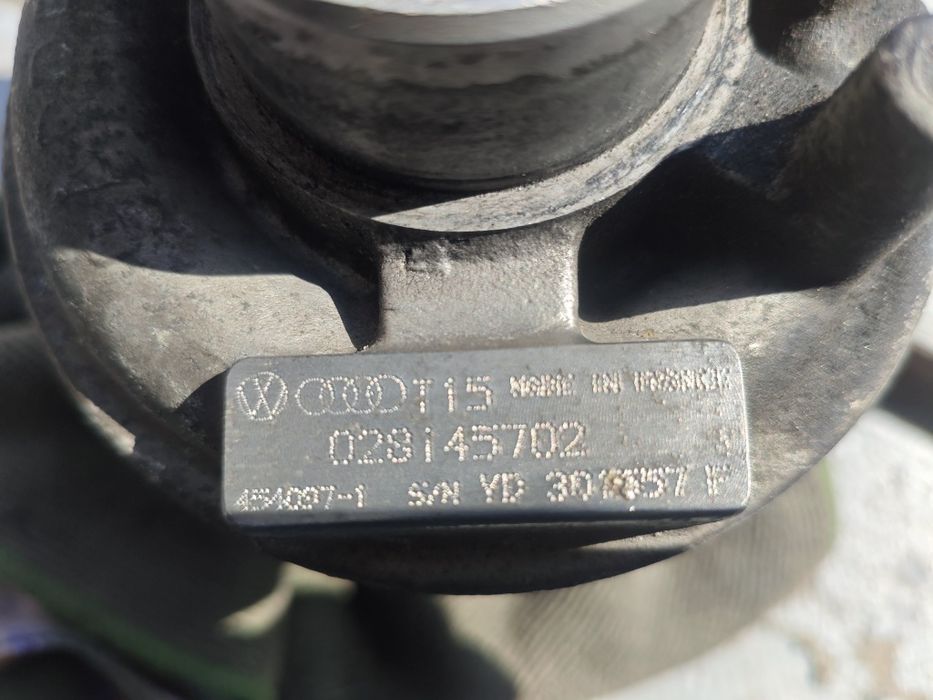 T15 MADE IN FRANCE
028145702
454097-1 S/N YD F